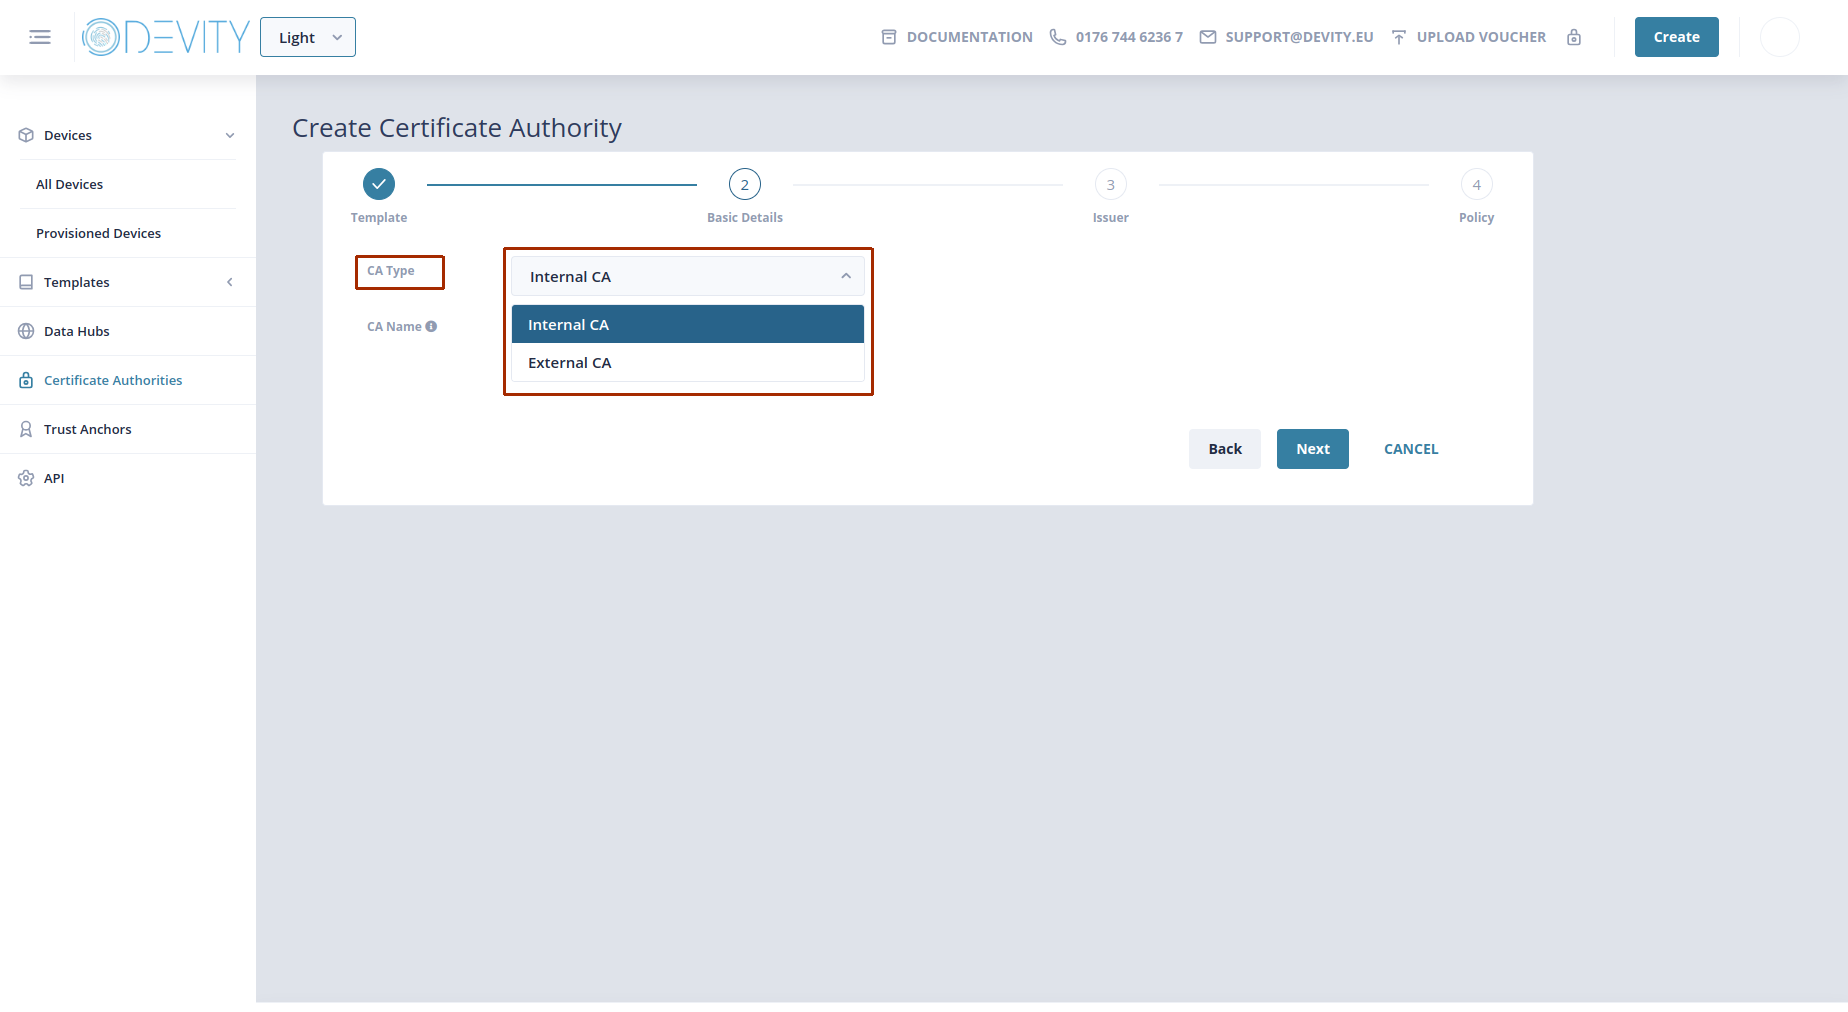 DEVITY
Light
DOCUMENTATION
0176 744 6236 7
SUPPORT@DEVITY.EU
UPLOAD VOUCHER
Create
Devices
All Devices
Provisioned Devices
Templates
Data Hubs
Certificate Authorities
Trust Anchors
API
Create Certificate Authority
2
3
4
Template
Basic Details
Issuer
Policy
CA Type
Internal CA
Internal CA
External CA
CA Name
Back
Next
CANCEL